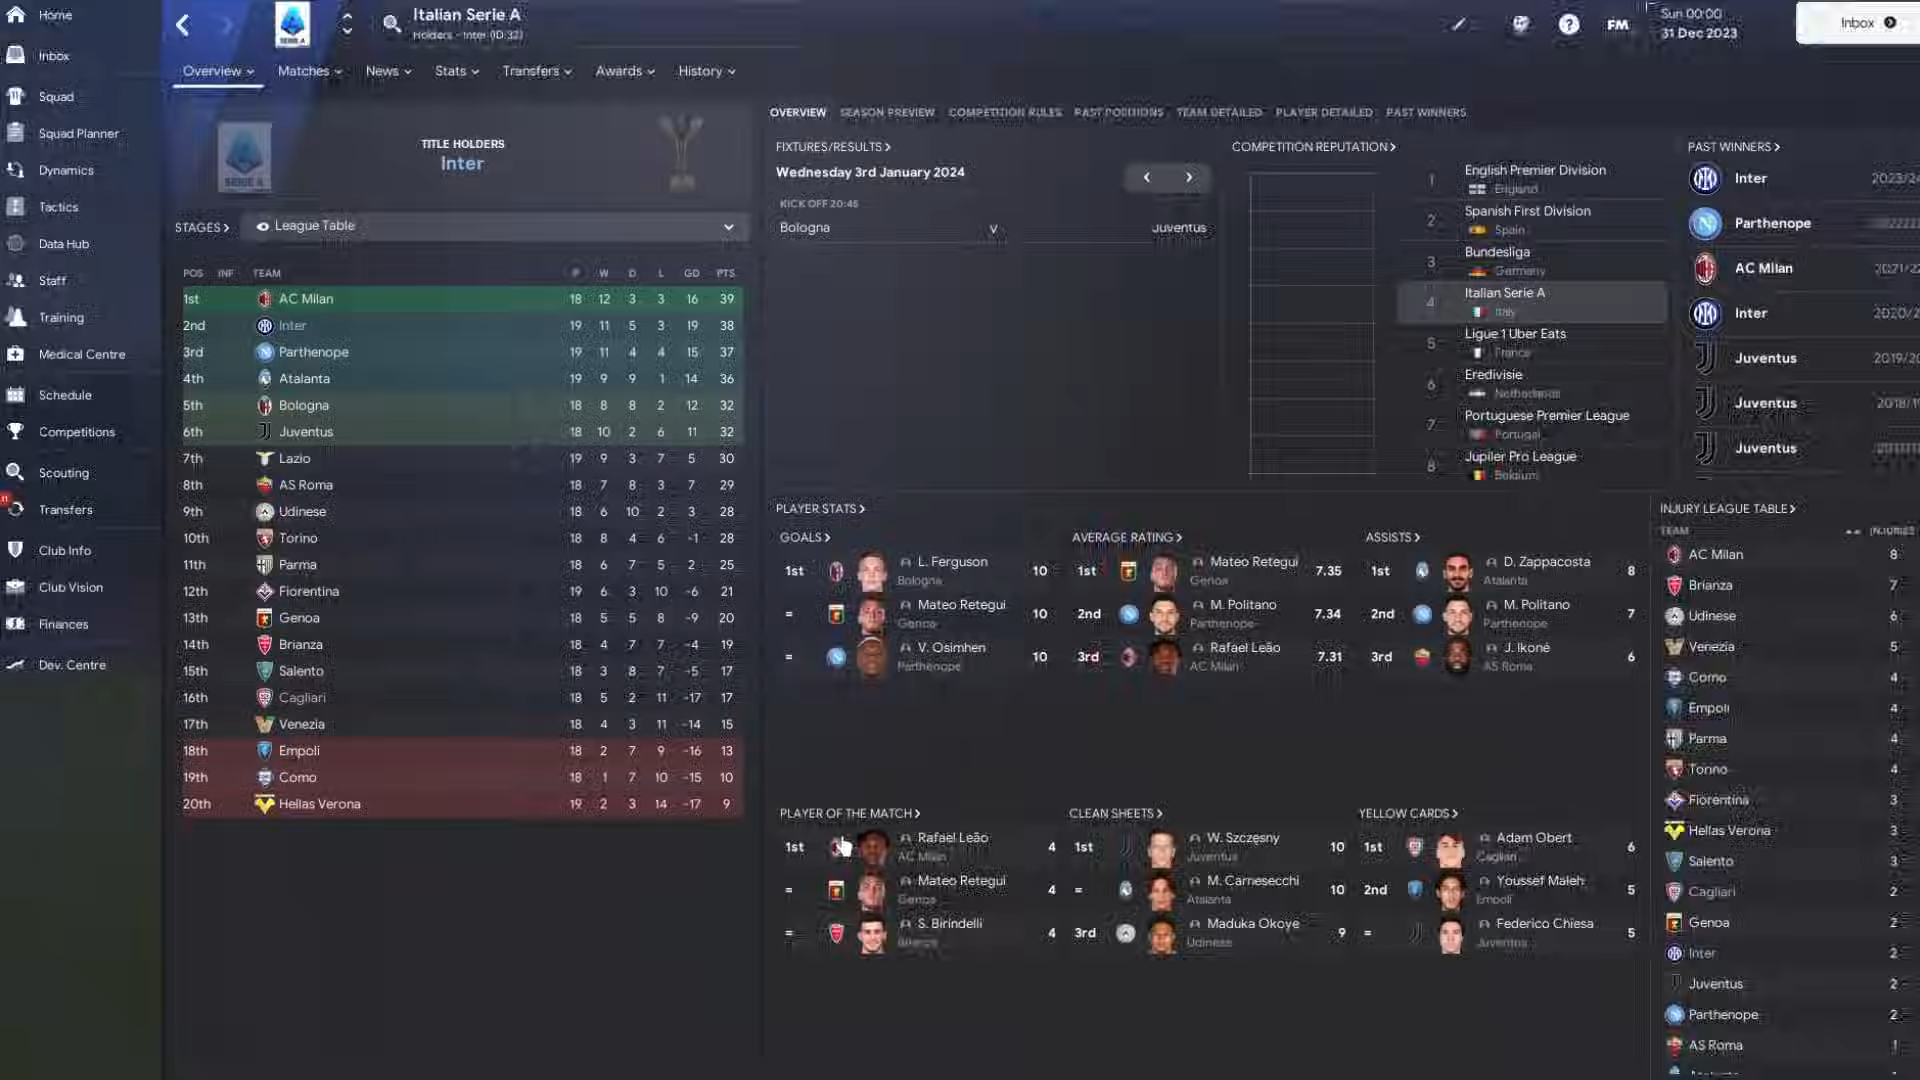 Home
Inbox
Squad
Squad Planner
Dynamics
Tactics
Data Hub
Staff
Training
Medical Centre
Schedule
Competitions
Scouting
11
Transfers
Club Info
Club Vision
Finances
Dev. Centre
Italian Serie A
Holders - Inter (ID:32)
FM
Sun 00:00
31 Dec 2023
Inbox
Overview Matches News Stats Transfers Awards History
SERIE A
TITLE HOLDERS
Inter
STAGES > League Table
POS INF TEAM P W D L GD PTS
1st AC Milan 18 12 3 3 16 39
2nd Inter 19 11 5 3 19 38
3rd Parthenope 19 11 4 4 15 37
4th Atalanta 19 9 9 1 14 36
5th Bologna 18 8 8 2 12 32
6th Juventus 18 10 2 6 11 32
7th Lazio 19 9 3 7 5 30
8th AS Roma 18 7 8 3 7 29
9th Udinese 18 6 10 2 3 28
10th Torino 18 8 4 6 -1 28
11th Parma 18 6 7 5 2 25
12th Fiorentina 19 6 3 10 -6 21
13th Genoa 18 5 5 8 -9 20
14th Brianza 18 4 7 7 -4 19
15th Salento 18 3 8 7 -5 17
16th Cagliari 18 5 2 11 -17 17
17th Venezia 18 4 3 11 -14 15
18th Empoli 18 2 7 9 -16 13
19th Como 18 1 7 10 -15 10
20th Hellas Verona 19 2 3 14 -17 9
OVERVIEW SEASON PREVIEW COMPETITION RULES PAST POSITIONS TEAM DETAILED PLAYER DETAILED PAST WINNERS
FIXTURES/RESULTS >
Wednesday 3rd January 2024
KICK OFF 20:45
Bologna v Juventus
COMPETITION REPUTATION >
1 English Premier Division
England
2 Spanish First Division
Spain
3 Bundesliga
Germany
4 Italian Serie A
Italy
5 Ligue 1 Uber Eats
France
6 Eredivisie
Netherlands
7 Portuguese Premier League
Portugal
8 Jupiler Pro League
Belgium
PAST WINNERS >
Inter 2023/24
Parthenope
AC Milan 2021/22
Inter 2020/2
Juventus 2019/20
Juventus 2018/19
Juventus
PLAYER STATS >
GOALS >
1st L. Ferguson 10
Bologna
= Mateo Retegui 10
Genoa
= V. Osimhen 10
Parthenope
AVERAGE RATING >
1st Mateo Retegui 7.35
Genoa
2nd M. Politano 7.34
Parthenope
3rd Rafael Leão 7.31
AC Milan
ASSISTS >
1st D. Zappacosta 8
Atalanta
2nd M. Politano 7
Parthenope
3rd J. Ikoné 6
AS Roma
PLAYER OF THE MATCH >
1st Rafael Leão 4
AC Milan
= Mateo Retegui 4
Genoa
= S. Birindelli 4
Brianza
CLEAN SHEETS >
1st W. Szczęsny 10
Juventus
= M. Carnesecchi 10
Atalanta
3rd Maduka Okoye 9
Udinese
YELLOW CARDS >
1st Adam Obert 6
Cagliari
2nd Youssef Maleh 5
Empoli
= Federico Chiesa 5
Juventus
INJURY LEAGUE TABLE >
TEAM INJURIES
AC Milan 8
Brianza 7
Udinese 6
Venezia 5
Como 4
Empoli 4
Parma 4
Torino 4
Fiorentina 3
Hellas Verona 3
Salento 3
Cagliari 2
Genoa 2
Inter 2
Juventus 2
Parthenope 2
AS Roma 1